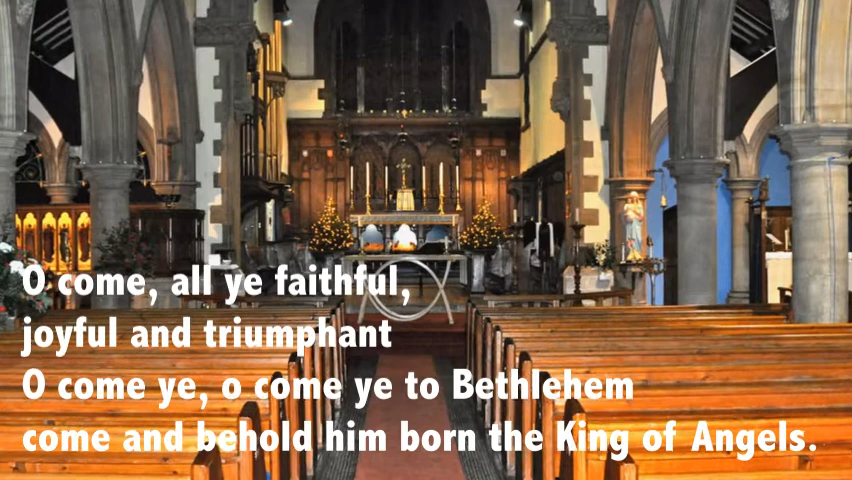 O come, all ye faithful,
joyful and triumphant
O come ye, o come ye to Bethlehem
come and behold him born the King of Angels.